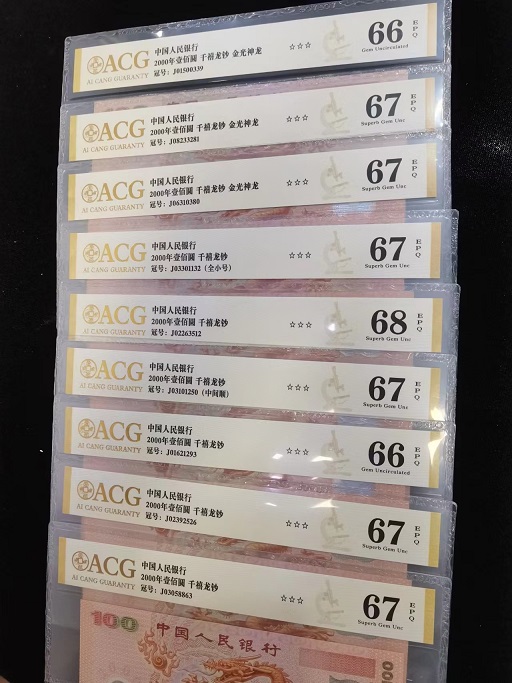 ACG
AI CANG GUARANTY
中国人民银行
2000年壹佰圆 千禧龙钞 金光神龙
冠号: J01500339
☆☆☆
66
Gem Uncirculated
EPQ
ACG
AI CANG GUARANTY
中国人民银行
2000年壹佰圆 千禧龙钞 金光神龙
冠号: J08233281
☆☆☆
67
Superb Gem Unc
EPQ
ACG
AI CANG GUARANTY
中国人民银行
2000年壹佰圆 千禧龙钞 金光神龙
冠号: J06310380
☆☆☆
67
Superb Gem Unc
EPQ
ACG
AI CANG GUARANTY
中国人民银行
2000年壹佰圆 千禧龙钞
冠号: J03301132 (全小号)
☆☆☆
67
Superb Gem Unc
EPQ
ACG
AI CANG GUARANTY
中国人民银行
2000年壹佰圆 千禧龙钞
冠号: J02263512
☆☆☆
68
Superb Gem Unc
EPQ
ACG
AI CANG GUARANTY
中国人民银行
2000年壹佰圆 千禧龙钞
冠号: J03101250 (中间顺)
☆☆☆
67
Superb Gem Unc
EPQ
ACG
AI CANG GUARANTY
中国人民银行
2000年壹佰圆 千禧龙钞
冠号: J01621293
☆☆☆
66
Gem Uncirculated
EPQ
ACG
AI CANG GUARANTY
中国人民银行
2000年壹佰圆 千禧龙钞
冠号: J02392526
☆☆☆
67
Superb Gem Unc
EPQ
ACG
AI CANG GUARANTY
中国人民银行
2000年壹佰圆 千禧龙钞
冠号: J03058863
☆☆☆
67
Superb Gem Unc
EPQ
100
中国人民银行